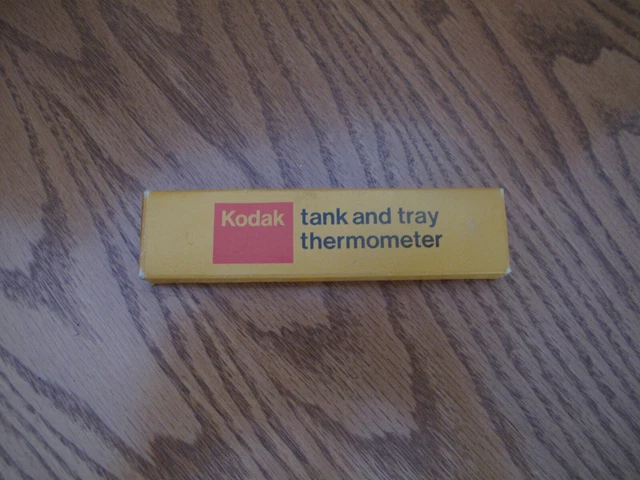 Kodak
tank and tray
thermometer